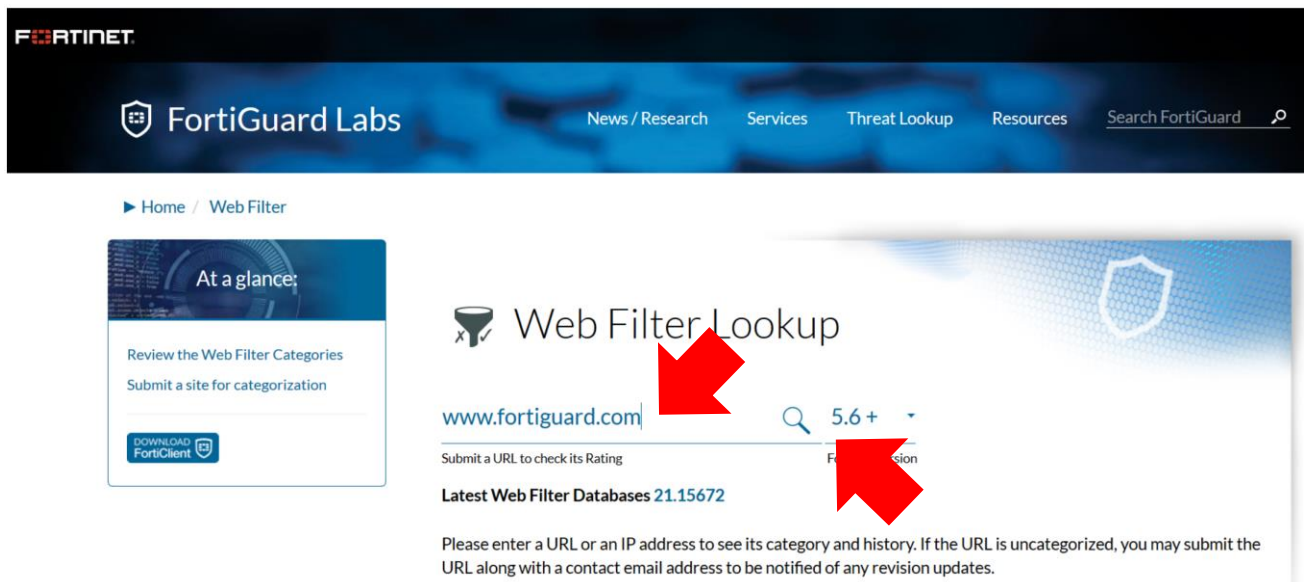 FORTINET
FortiGuard Labs
News / Research Services Threat Lookup Resources Search FortiGuard
Home / Web Filter
At a glance:
Review the Web Filter Categories
Submit a site for categorization
DOWNLOAD
FortiClient
Web Filter Lookup
www.fortiguard.com 5.6 +
Submit a URL to check its Rating
Latest Web Filter Databases 21.15672
Please enter a URL or an IP address to see its category and history. If the URL is uncategorized, you may submit the
URL along with a contact email address to be notified of any revision updates.